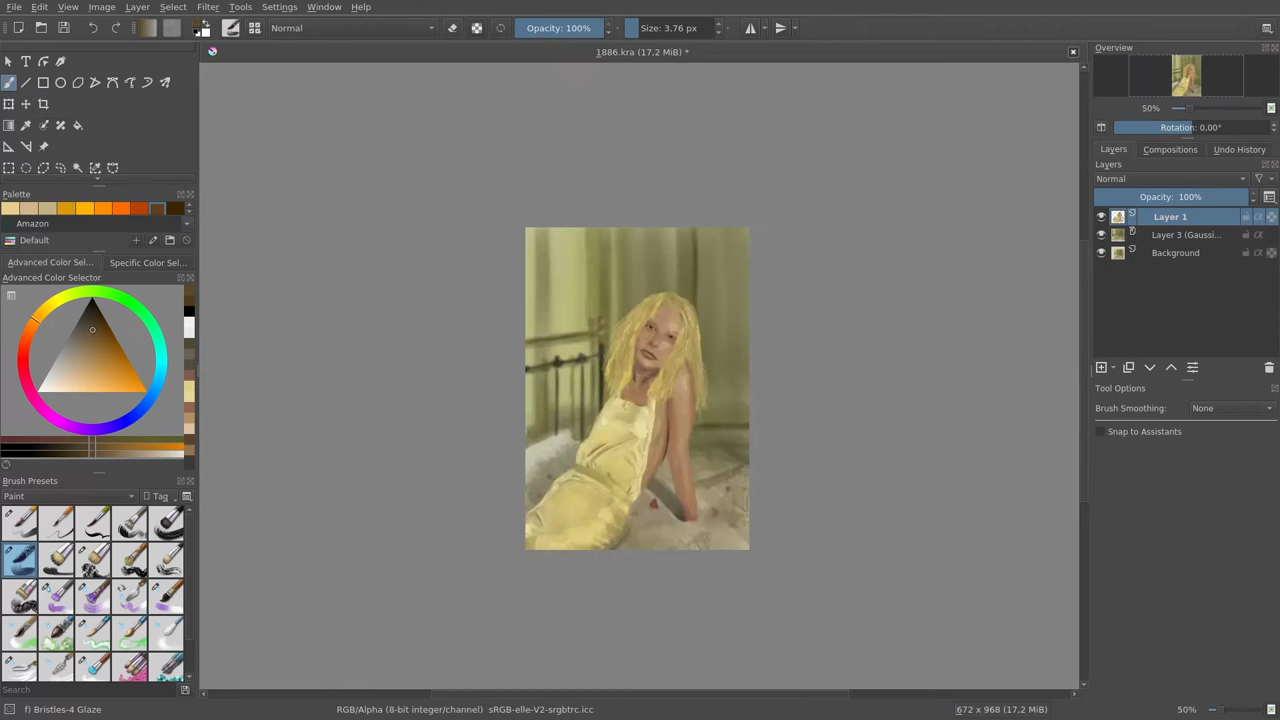 File Edit View Image Layer Select Filter Tools Settings Window Help
Normal Opacity: 100% Size: 3.76 px
1886.kra (17,2 MiB) *
Overview
50%
Rotation: 0,00°
Layers Compositions Undo History
Layers
Normal
Opacity: 100%
Layer 1
Layer 3 (Gaussi...
Background
Tool Options
Brush Smoothing: None
Snap to Assistants
Palette
Amazon
Default
Advanced Color Sel... Specific Color Sel...
Advanced Color Selector
Brush Presets
Paint Tag
Search
f) Bristles-4 Glaze RGB/Alpha (8-bit integer/channel) sRGB-elle-V2-srgbtrc.icc 672 x 968 (17,2 MiB) 50%